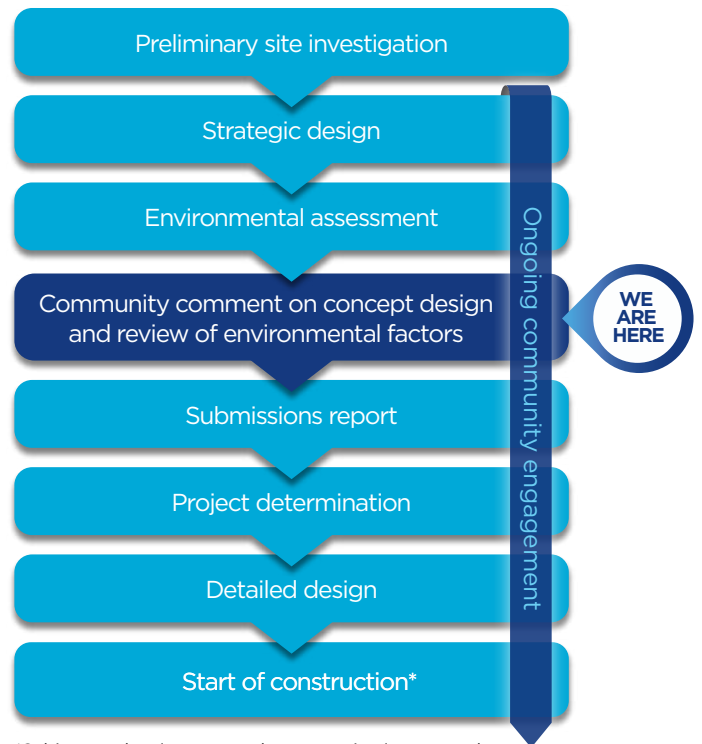 Preliminary site investigation
Strategic design
Environmental assessment
Community comment on concept design
and review of environmental factors
WE
ARE
HERE
Submissions report
Project determination
Detailed design
Start of construction*
Ongoing community engagement